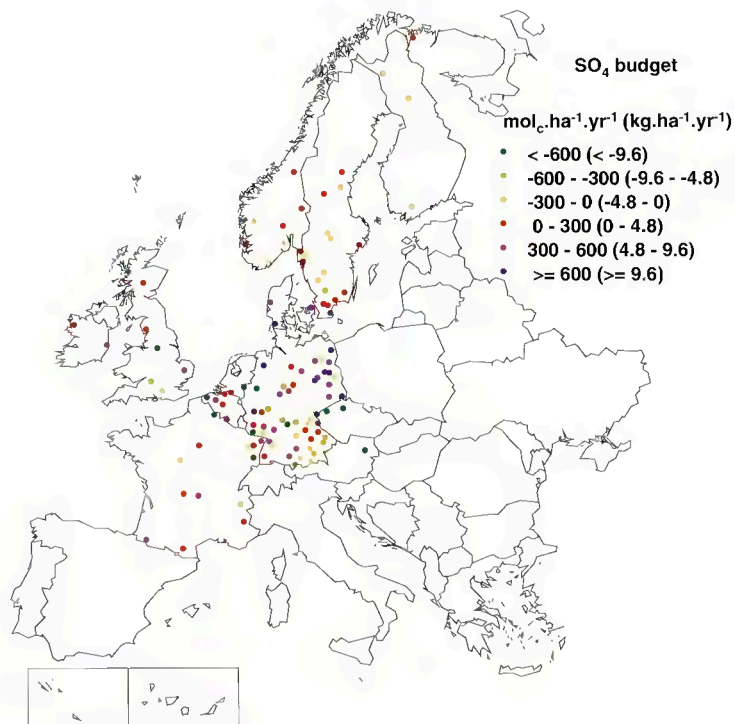 SO₄ budget
mol_c.ha⁻¹.yr⁻¹ (kg.ha⁻¹.yr⁻¹)
< -600 (< -9.6)
-600 - -300 (-9.6 - -4.8)
-300 - 0 (-4.8 - 0)
0 - 300 (0 - 4.8)
300 - 600 (4.8 - 9.6)
>= 600 (>= 9.6)